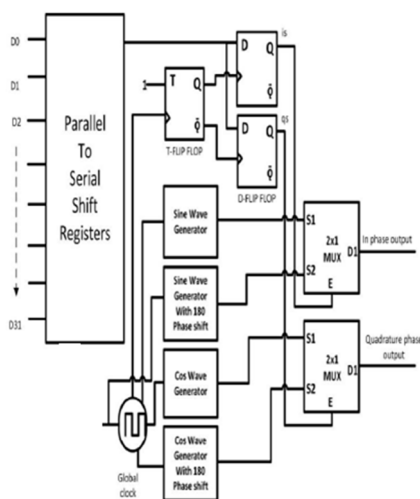 D0
D1
D2
D31
Parallel
To
Serial
Shift
Registers
1
T
Q
Q̄
T-FLIP FLOP
D
Q
Q̄
is
D
Q
Q̄
qs
D-FLIP FLOP
Sine Wave
Generator
Sine Wave
Generator
With 180
Phase shift
Cos Wave
Generator
Cos Wave
Generator
With 180
Phase shift
Global
clock
S1
S2
2x1
MUX
D1
E
In phase output
S1
S2
2x1
MUX
D1
E
Quadrature phase
output